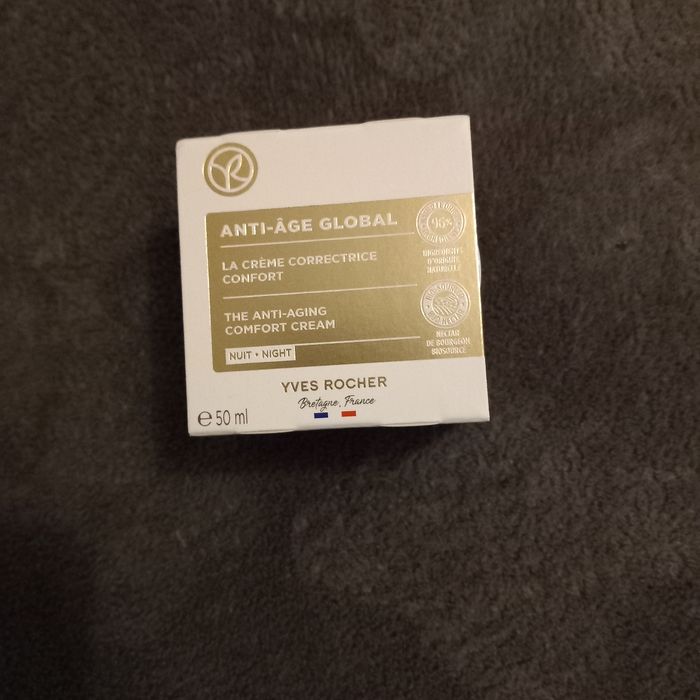 ANTI-ÂGE GLOBAL
LA CRÈME CORRECTRICE
CONFORT
THE ANTI-AGING
COMFORT CREAM
NUIT • NIGHT
96%
INGRÉDIENTS
D'ORIGINE
NATURELLE
NECTAR
DE BOURGEON
BIOSOURCÉ
YVES ROCHER
Bretagne, France
℮ 50 ml